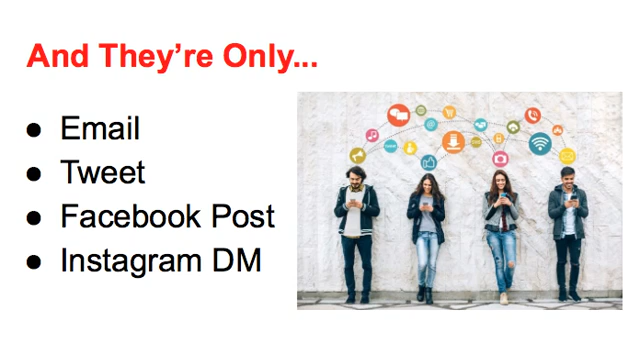 And They're Only...
● Email
● Tweet
● Facebook Post
● Instagram DM